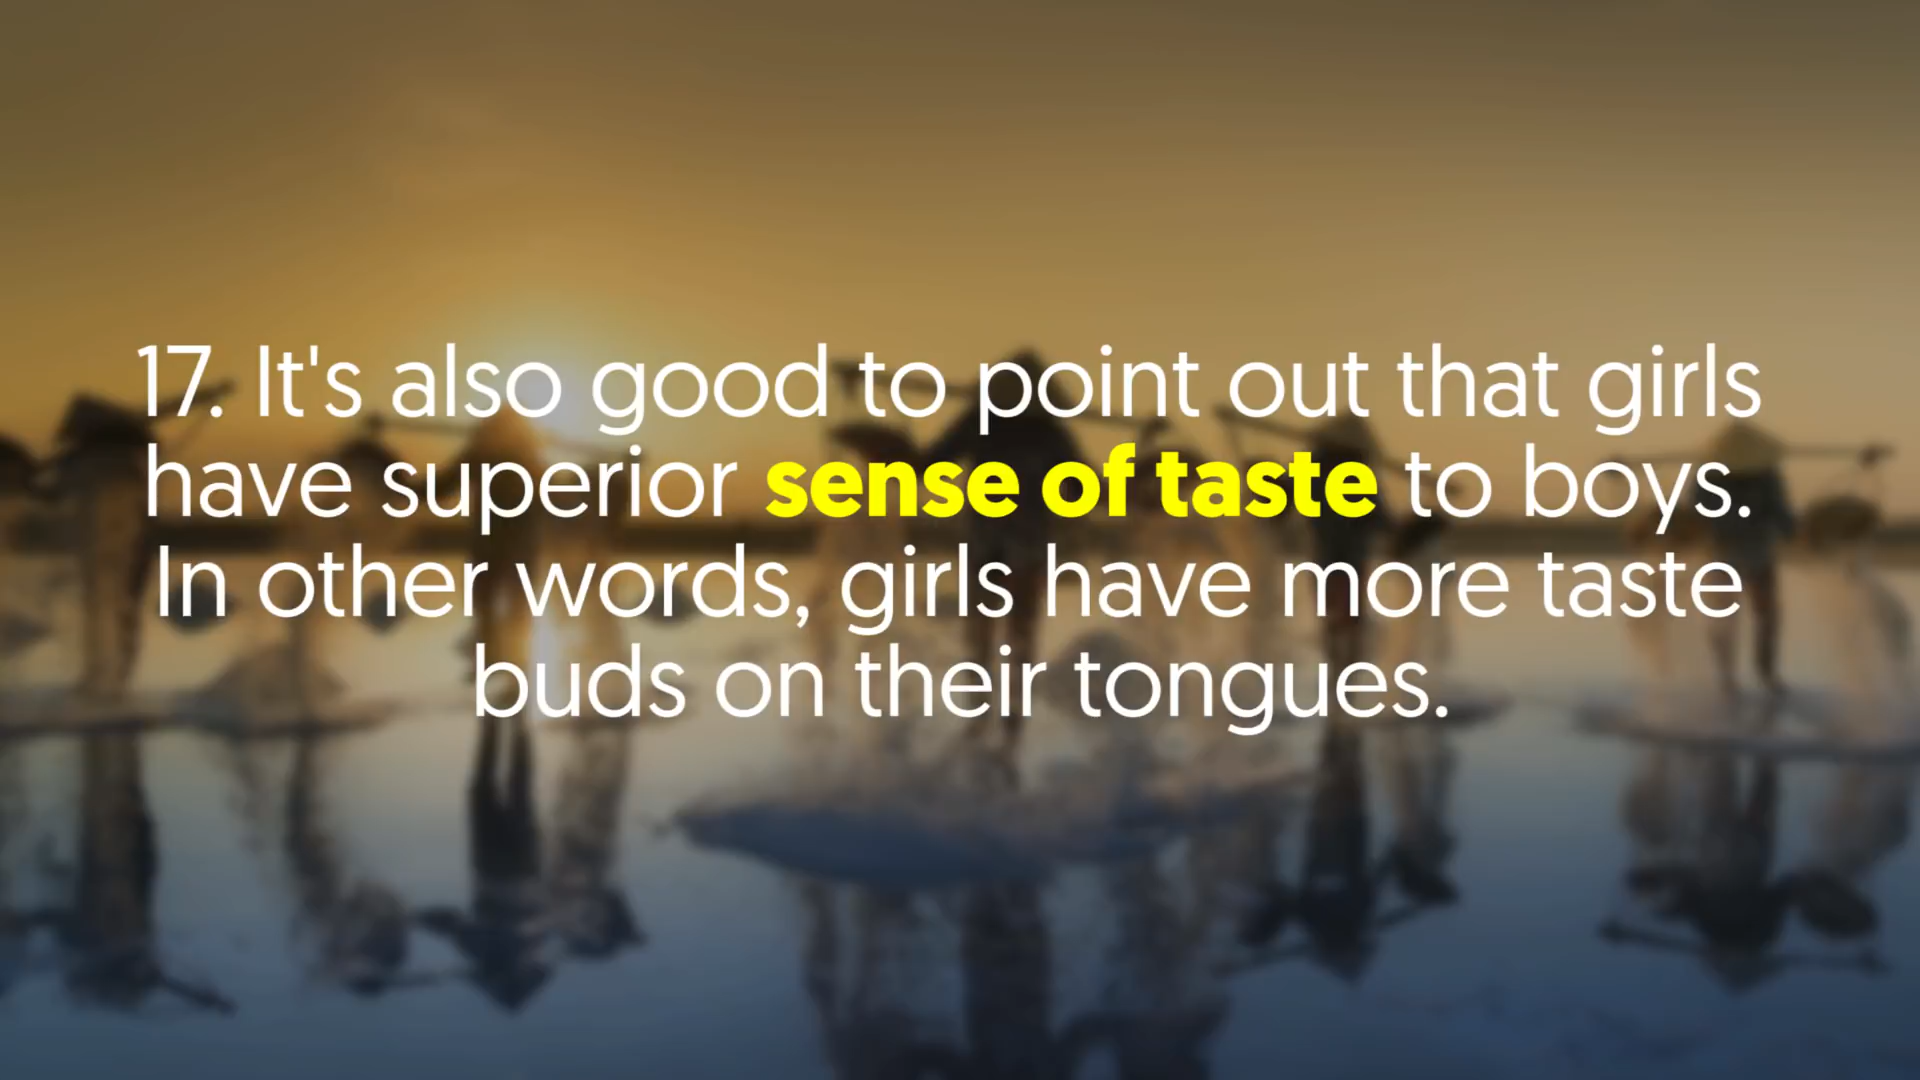 17. It's also good to point out that girls
have superior sense of taste to boys.
In other words, girls have more taste
buds on their tongues.